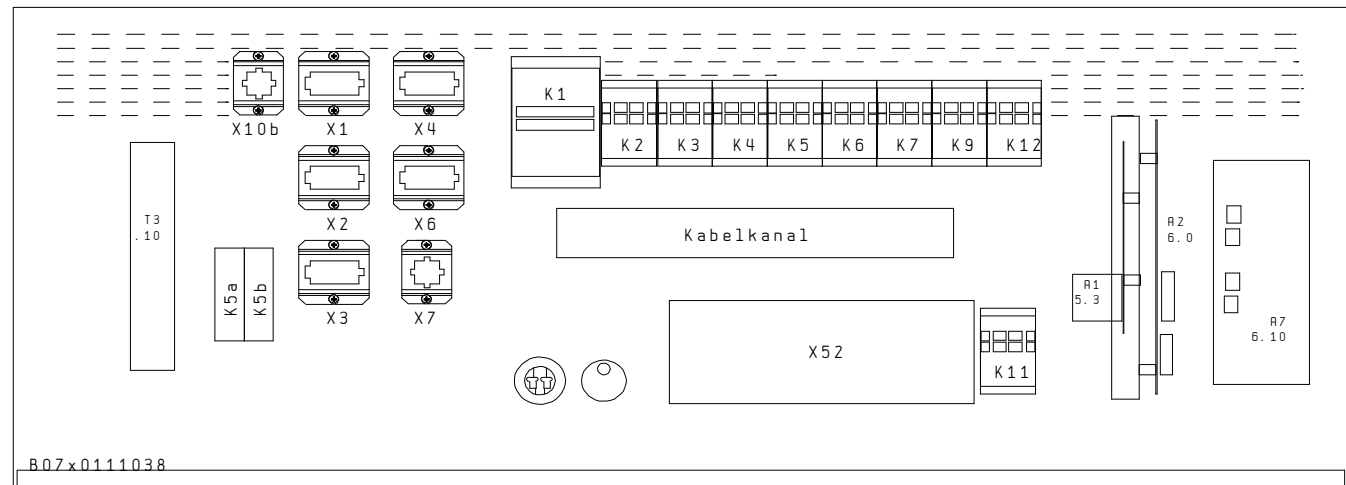 K1
X10b X1 X4
K2 K3 K4 K5 K6 K7 K9 K12
T3
.10
X2 X6
A2
6.0
Kabelkanal
K5a K5b
X3 X7
A1
5.3
A7
6.10
X52
K11
B07x0111038